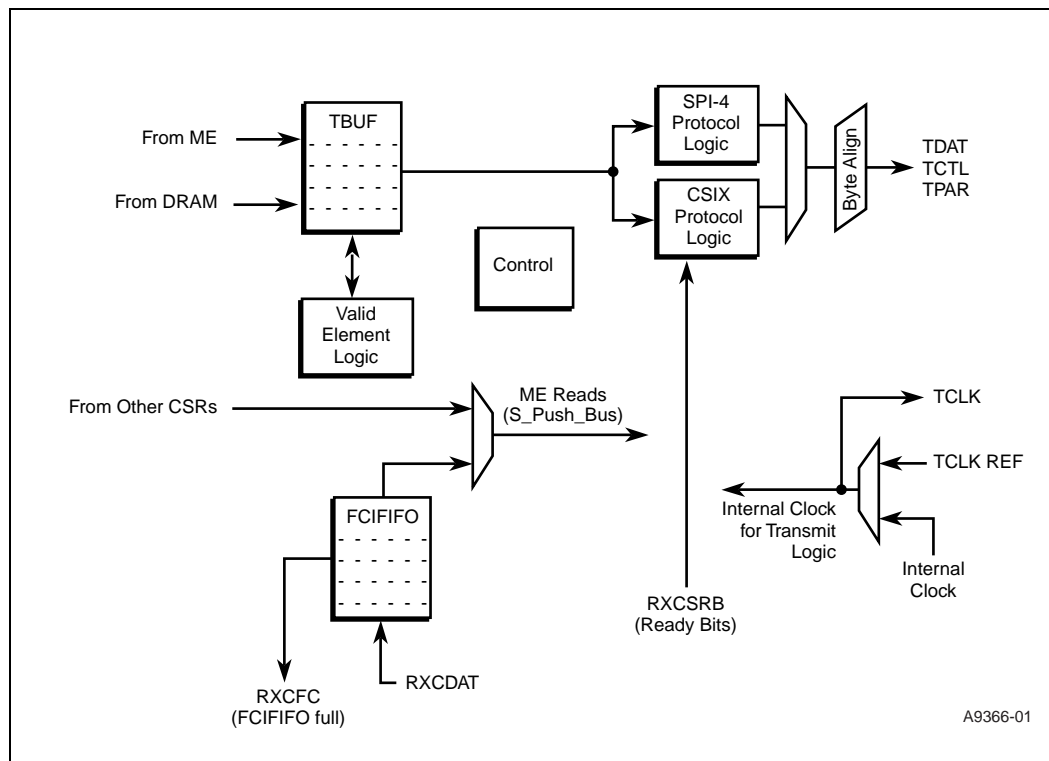 TBUF
From ME
From DRAM
SPI-4
Protocol
Logic
CSIX
Protocol
Logic
Byte Align
TDAT
TCTL
TPAR
Control
Valid
Element
Logic
From Other CSRs
ME Reads
(S_Push_Bus)
TCLK
TCLK REF
Internal Clock
for Transmit
Logic
Internal
Clock
FCIFIFO
RXCSRB
(Ready Bits)
RXCDAT
RXCFC
(FCIFIFO full)
A9366-01